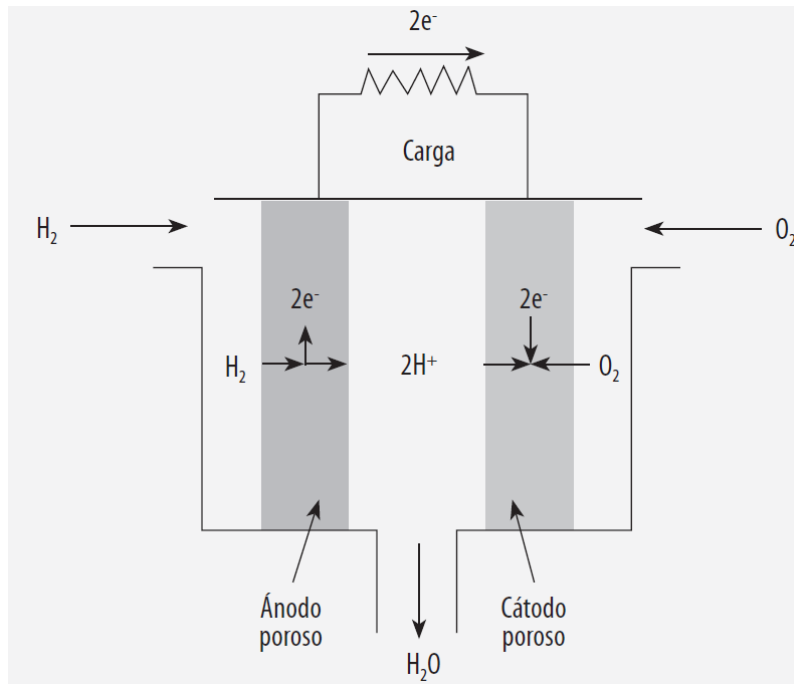 2e⁻
Carga
H₂
O₂
2e⁻
2e⁻
H₂
2H⁺
O₂
Ánodo
poroso
Cátodo
poroso
H₂O